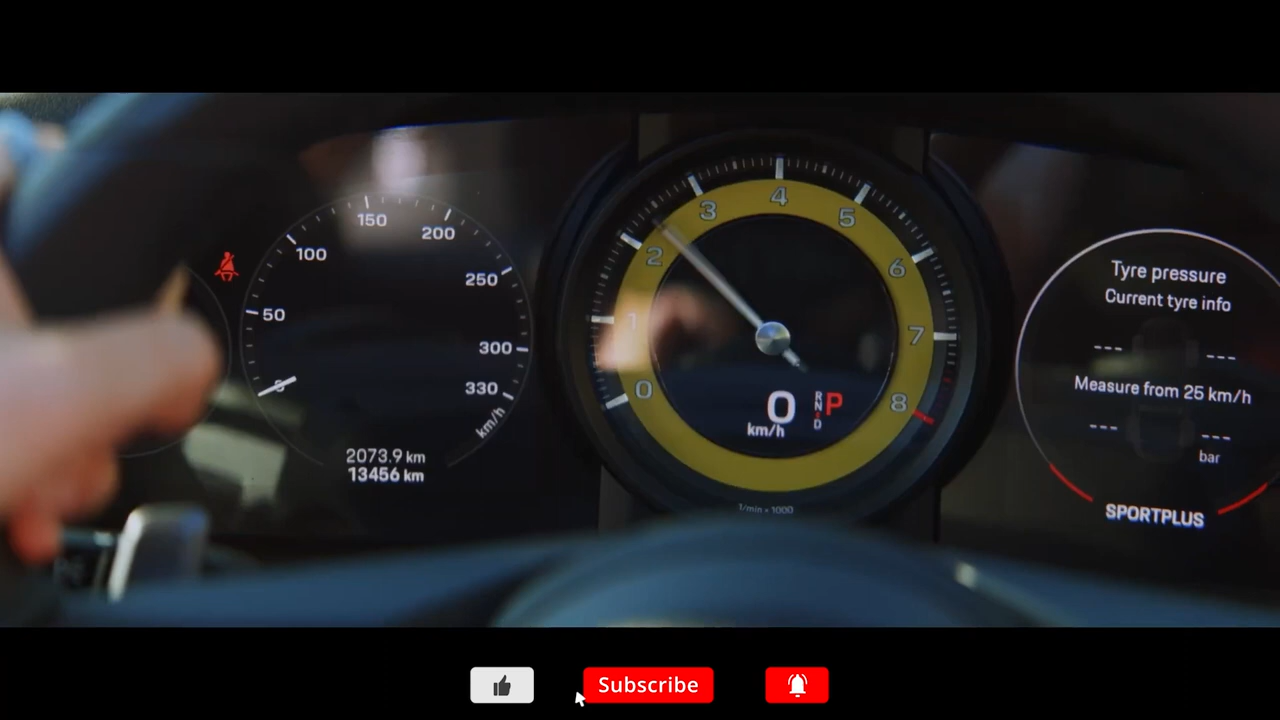 50
100
150
200
250
300
330
km/h
2073.9 km
13456 km
0
1
2
3
4
5
6
7
8
0
km/h
R
N
D
P
1/min × 1000
Tyre pressure
Current tyre info
--- ---
Measure from 25 km/h
--- ---
bar
SPORTPLUS
Subscribe